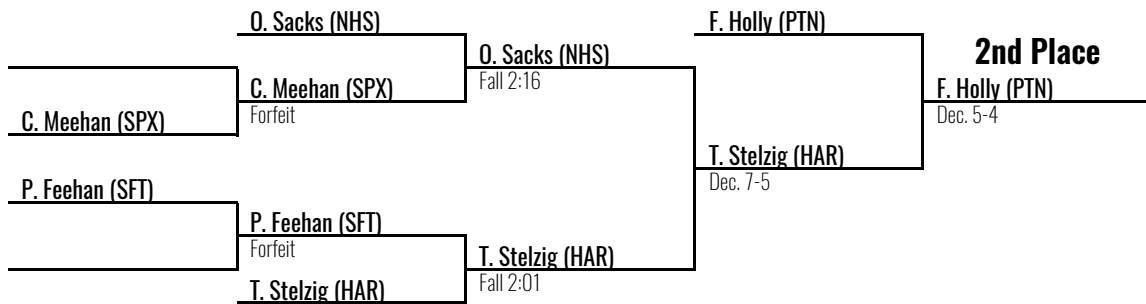 O. Sacks (NHS)
F. Holly (PTN)
2nd Place
O. Sacks (NHS)
Fall 2:16
C. Meehan (SPX)
Forfeit
F. Holly (PTN)
Dec. 5-4
C. Meehan (SPX)
T. Stelzig (HAR)
Dec. 7-5
P. Feehan (SFT)
P. Feehan (SFT)
Forfeit
T. Stelzig (HAR)
Fall 2:01
T. Stelzig (HAR)